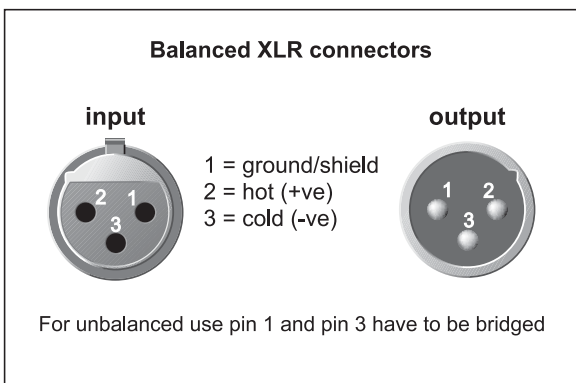 Balanced XLR connectors
input
output
1 = ground/shield
2 = hot (+ve)
3 = cold (-ve)
2 1
3
1 2
3
For unbalanced use pin 1 and pin 3 have to be bridged